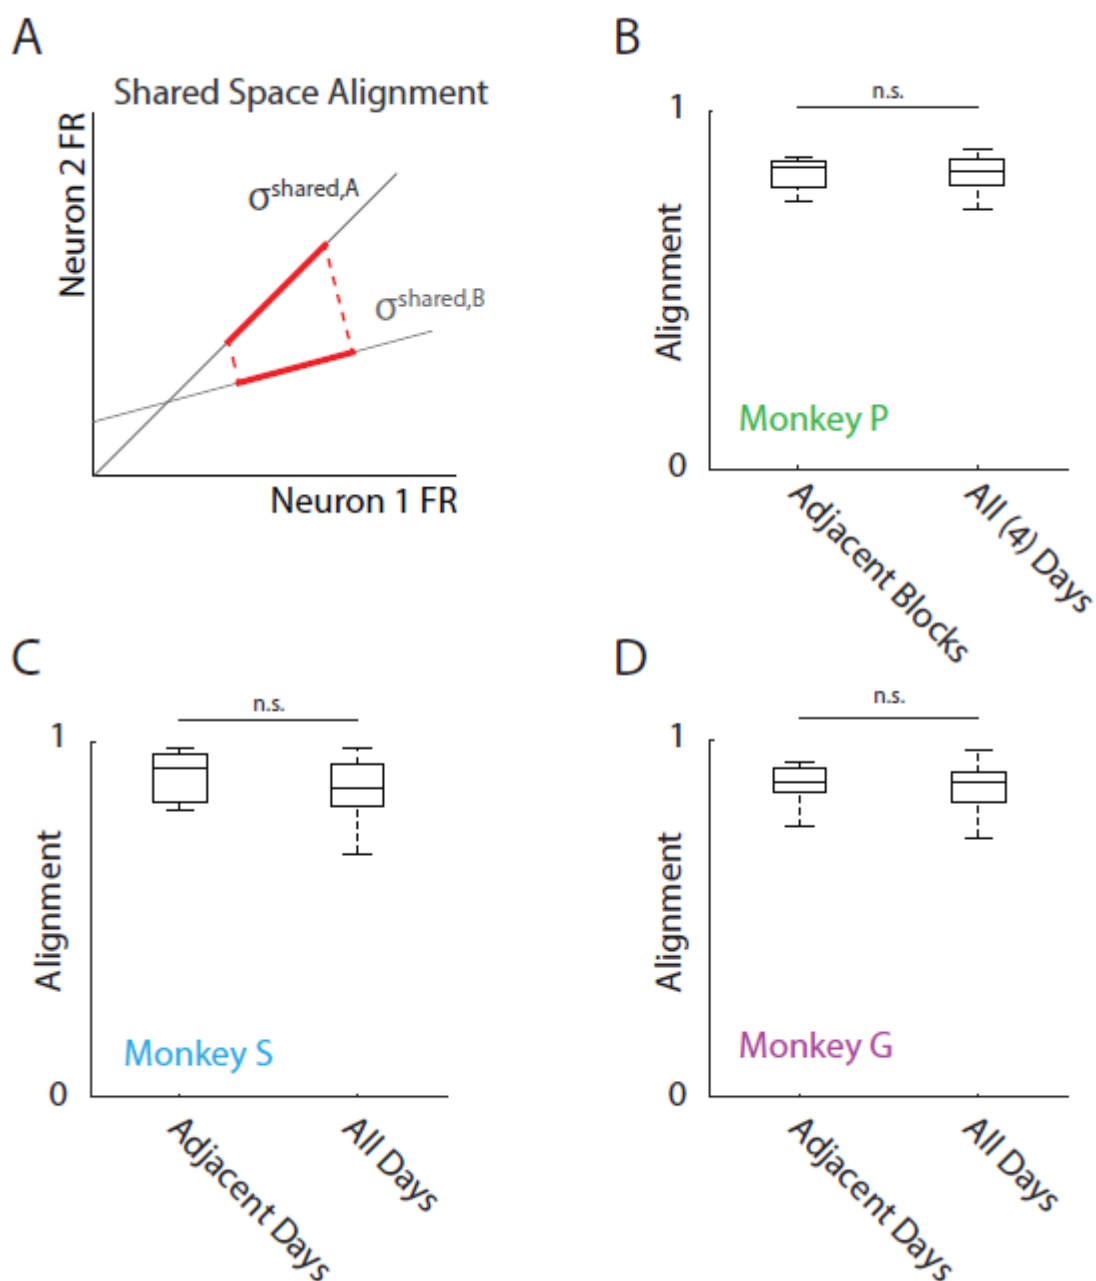 A
Shared Space Alignment
Neuron 2 FR
σshared,A
σshared,B
Neuron 1 FR
B
n.s.
1
Alignment
Monkey P
0
Adjacent Blocks
All (4) Days
C
n.s.
1
Alignment
Monkey S
0
Adjacent Days
All Days
D
n.s.
1
Alignment
Monkey G
0
Adjacent Days
All Days